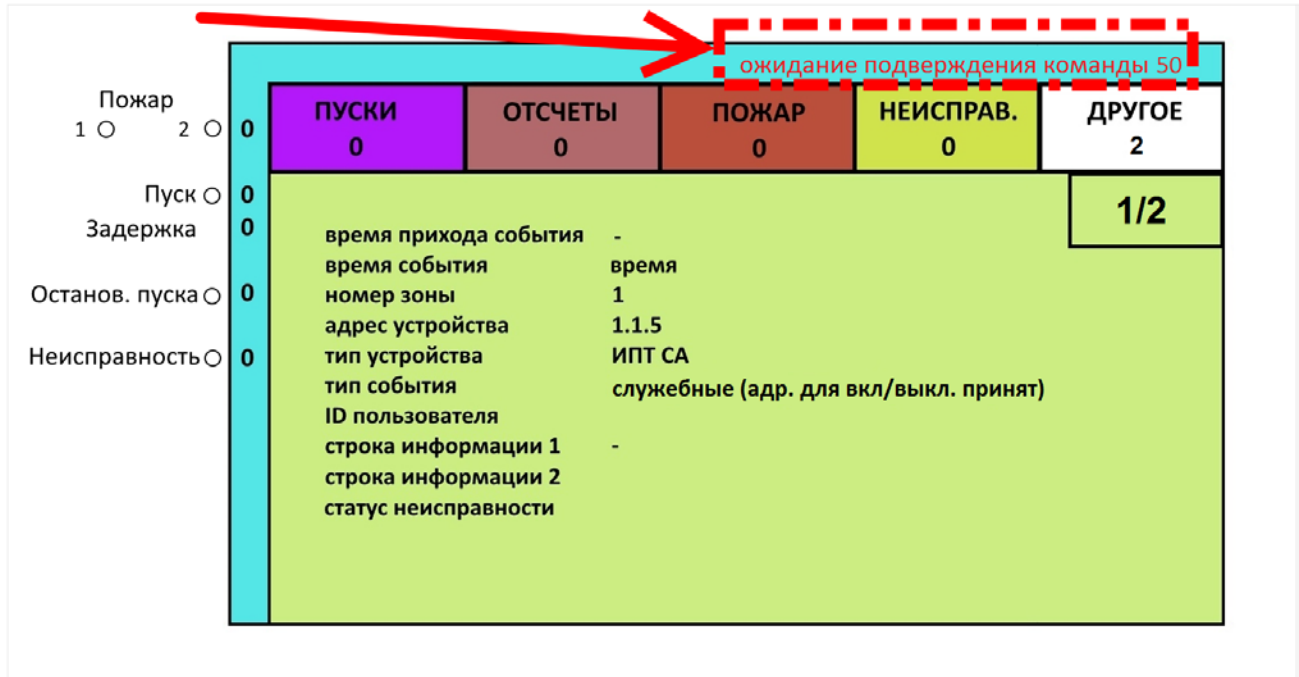 ожидание подверждения команды 50
Пожар
1 2 0
ПУСКИ ОТСЧЕТЫ ПОЖАР НЕИСПРАВ. ДРУГОЕ
0 0 0 0 2
Пуск 0
1/2
Задержка 0
время прихода события -
время события время
Останов. пуска 0
номер зоны 1
адрес устройства 1.1.5
Неисправность 0
тип устройства ИПТ СА
тип события служебные (адр. для вкл/выкл. принят)
ID пользователя
строка информации 1 -
строка информации 2
статус неисправности